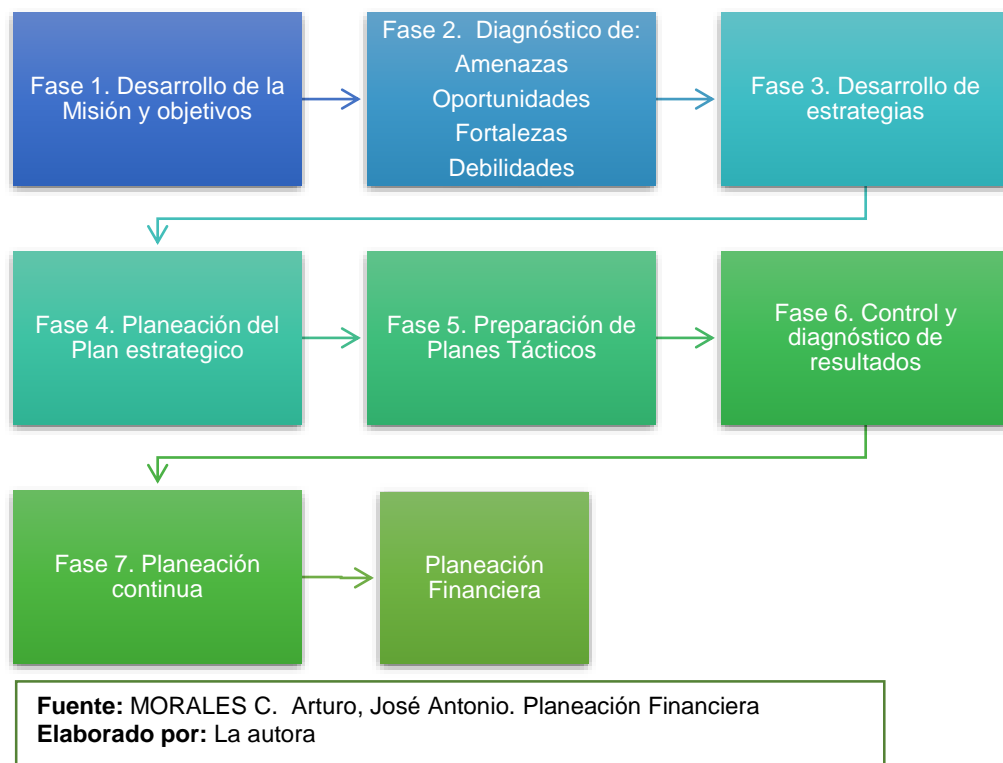 Fase 1. Desarrollo de la
Misión y objetivos
Fase 2. Diagnóstico de:
Amenazas
Oportunidades
Fortalezas
Debilidades
Fase 3. Desarrollo de
estrategias
Fase 4. Planeación del
Plan estrategico
Fase 5. Preparación de
Planes Tácticos
Fase 6. Control y
diagnóstico de
resultados
Fase 7. Planeación
continua
Planeación
Financiera
Fuente: MORALES C. Arturo, José Antonio. Planeación Financiera
Elaborado por: La autora